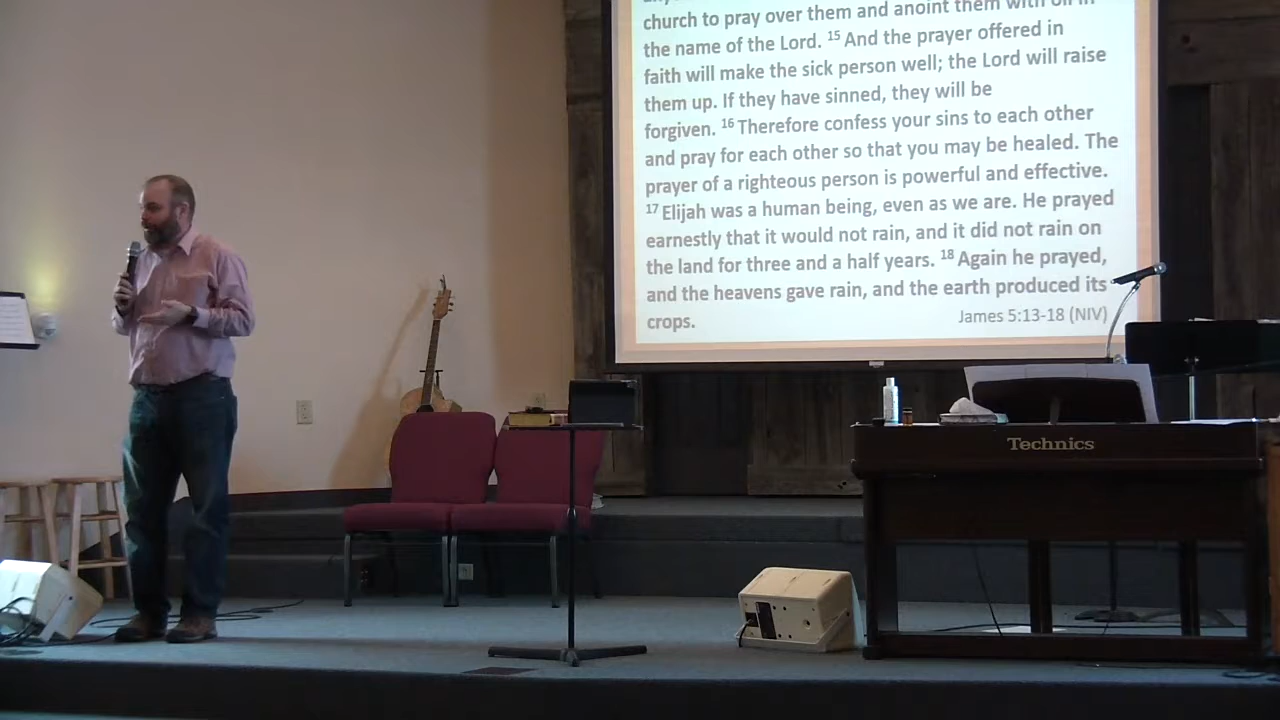 church to pray over them and anoint them with oil in
the name of the Lord. 15 And the prayer offered in
faith will make the sick person well; the Lord will raise
them up. If they have sinned, they will be
forgiven. 16 Therefore confess your sins to each other
and pray for each other so that you may be healed. The
prayer of a righteous person is powerful and effective.
17 Elijah was a human being, even as we are. He prayed
earnestly that it would not rain, and it did not rain on
the land for three and a half years. 18 Again he prayed,
and the heavens gave rain, and the earth produced its
crops.
James 5:13-18 (NIV)
Technics